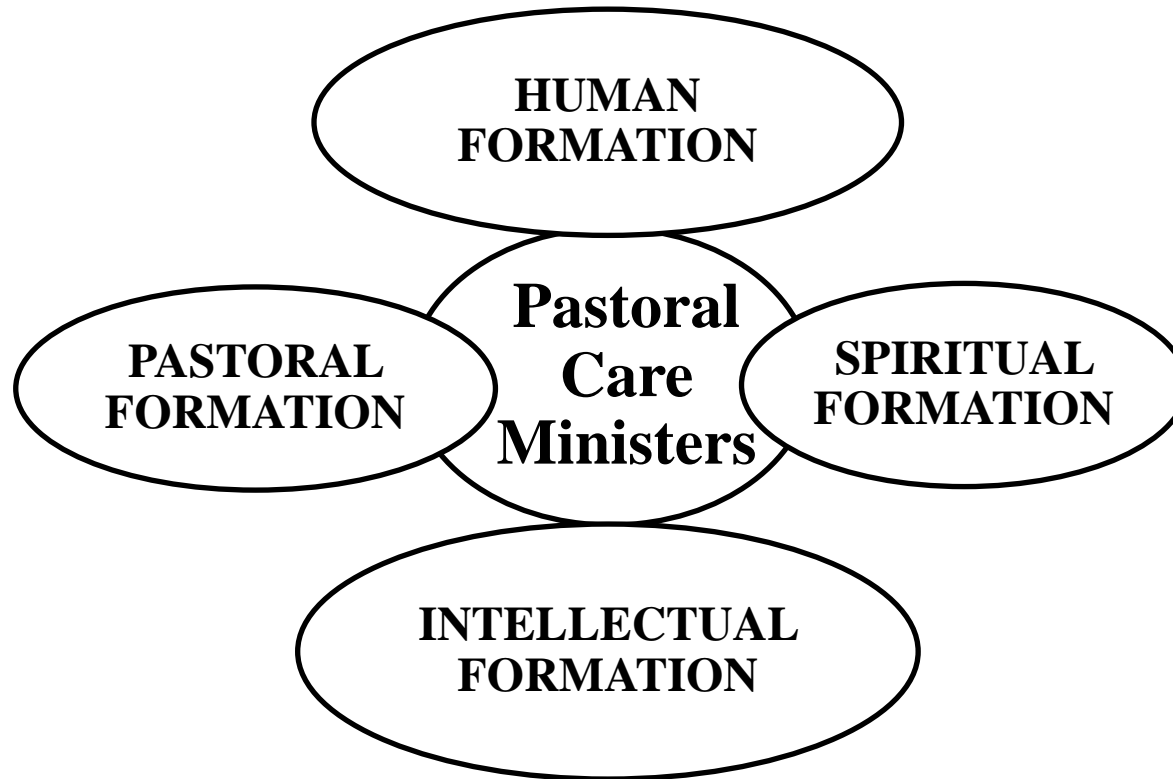 HUMAN
FORMATION
Pastoral
Care
Ministers
PASTORAL
FORMATION
SPIRITUAL
FORMATION
INTELLECTUAL
FORMATION